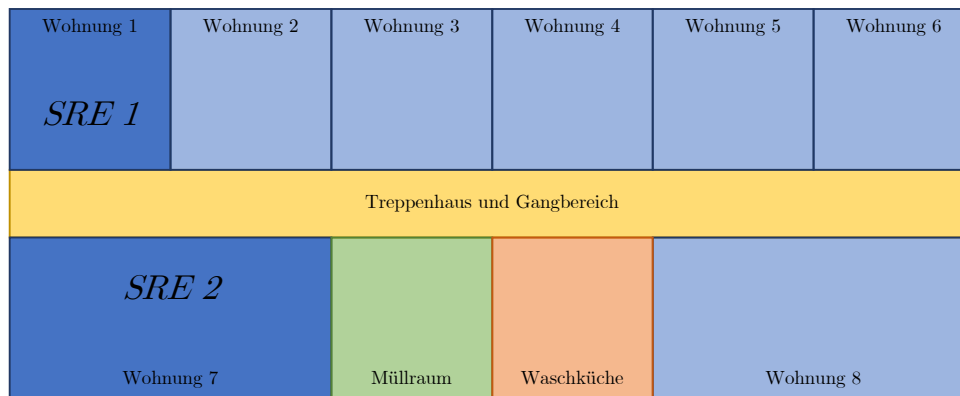 Wohnung 1
Wohnung 2
Wohnung 3
Wohnung 4
Wohnung 5
Wohnung 6
SRE 1
Treppenhaus und Gangbereich
SRE 2
Wohnung 7
Müllraum
Waschküche
Wohnung 8